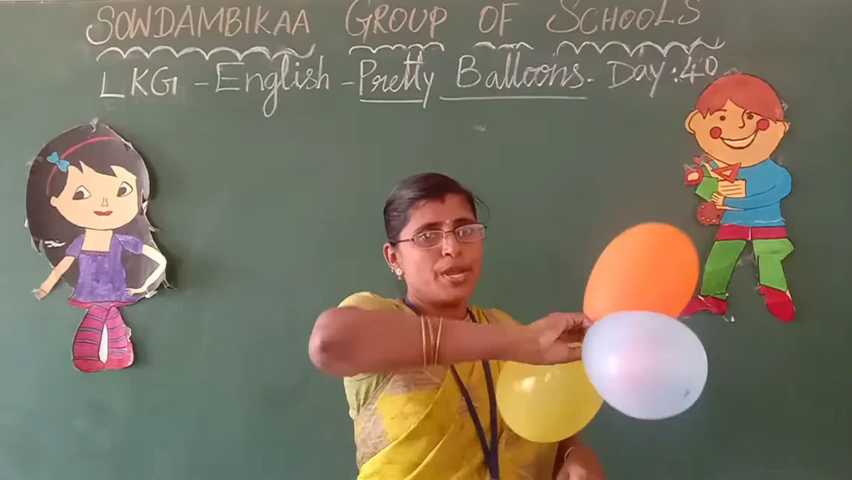 SOWDAMBIKAA GROUP OF SCHOOLS
LKG - English - Pretty Balloons. Day : 40